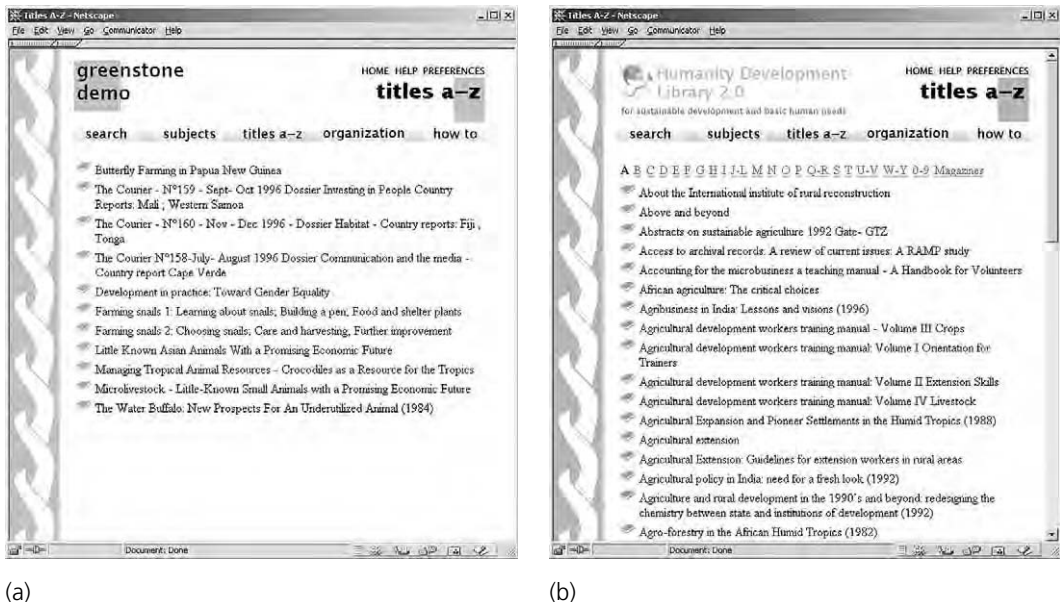 Titles A-Z - Netscape
File Edit View Go Communicator Help
greenstone
demo
HOME HELP PREFERENCES
titles a–z
search subjects titles a–z organization how to
Butterfly Farming in Papua New Guinea
The Courier - N°159 - Sept- Oct 1996 Dossier Investing in People Country
Reports: Mali ; Western Samoa
The Courier - N°160 - Nov - Dec 1996 - Dossier Habitat - Country reports: Fiji ,
Tonga
The Courier N°158-July- August 1996 Dossier Communication and the media -
Country report Cape Verde
Development in practice: Toward Gender Equality
Farming snails 1: Learning about snails; Building a pen; Food and shelter plants
Farming snails 2: Choosing snails; Care and harvesting; Further improvement
Little Known Asian Animals With a Promising Economic Future
Managing Tropical Animal Resources - Crocodiles as a Resource for the Tropics
Microlivestock - Little-Known Small Animals with a Promising Economic Future
The Water Buffalo: New Prospects For An Underutilized Animal (1984)
Document: Done
(a)
Titles A-Z - Netscape
File Edit View Go Communicator Help
Humanity Development
Library 2.0
for sustainable development and basic human needs
HOME HELP PREFERENCES
titles a–z
search subjects titles a–z organization how to
A B C D E F G H I J-L M N O P Q-R S T U-V W-Y 0-9 Magazines
About the International institute of rural reconstruction
Above and beyond
Abstracts on sustainable agriculture 1992 Gate- GTZ
Access to archival records: A review of current issues: A RAMP study
Accounting for the microbusiness a teaching manual - A Handbook for Volunteers
African agriculture: The critical choices
Agribusiness in India: Lessons and visions (1996)
Agricultural development workers training manual - Volume III Crops
Agricultural development workers training manual: Volume I Orientation for
Trainers
Agricultural development workers training manual: Volume II Extension Skills
Agricultural development workers training manual: Volume IV Livestock
Agricultural Expansion and Pioneer Settlements in the Humid Tropics (1988)
Agricultural extension
Agricultural Extension: Guidelines for extension workers in rural areas
Agricultural policy in India: need for a fresh look (1992)
Agriculture and rural development in the 1990's and beyond: redesigning the
chemistry between state and institutions of development (1992)
Agro-forestry in the African Humid Tropics (1982)
Document: Done
(b)